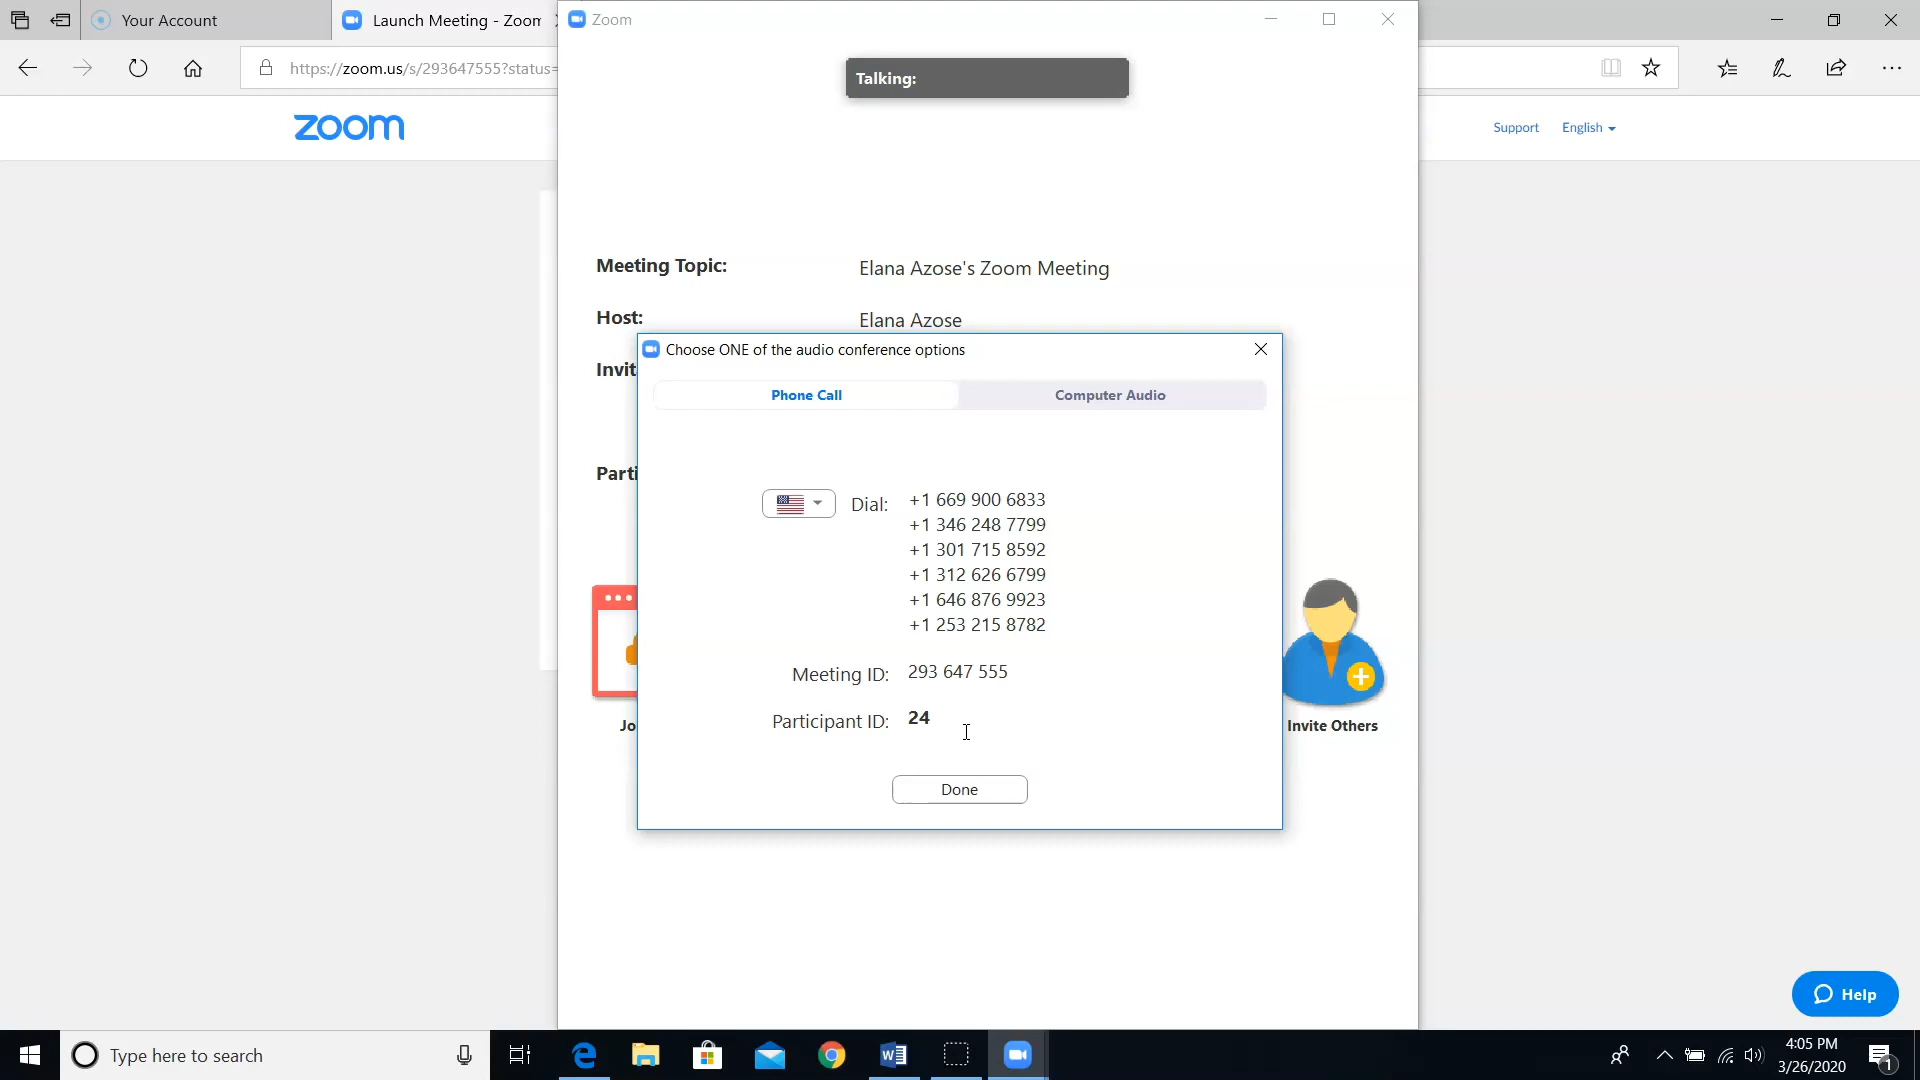 Your Account
Launch Meeting - Zoom
Zoom
https://zoom.us/s/293647555?status=
Talking:
zoom
Support
English
Meeting Topic:
Elana Azose's Zoom Meeting
Host:
Elana Azose
Choose ONE of the audio conference options
Invit
Phone Call
Computer Audio
Parti
Dial:
+1 669 900 6833
+1 346 248 7799
+1 301 715 8592
+1 312 626 6799
+1 646 876 9923
+1 253 215 8782
Meeting ID:
293 647 555
Participant ID:
24
Jo
Invite Others
Done
Help
Type here to search
4:05 PM
3/26/2020
1